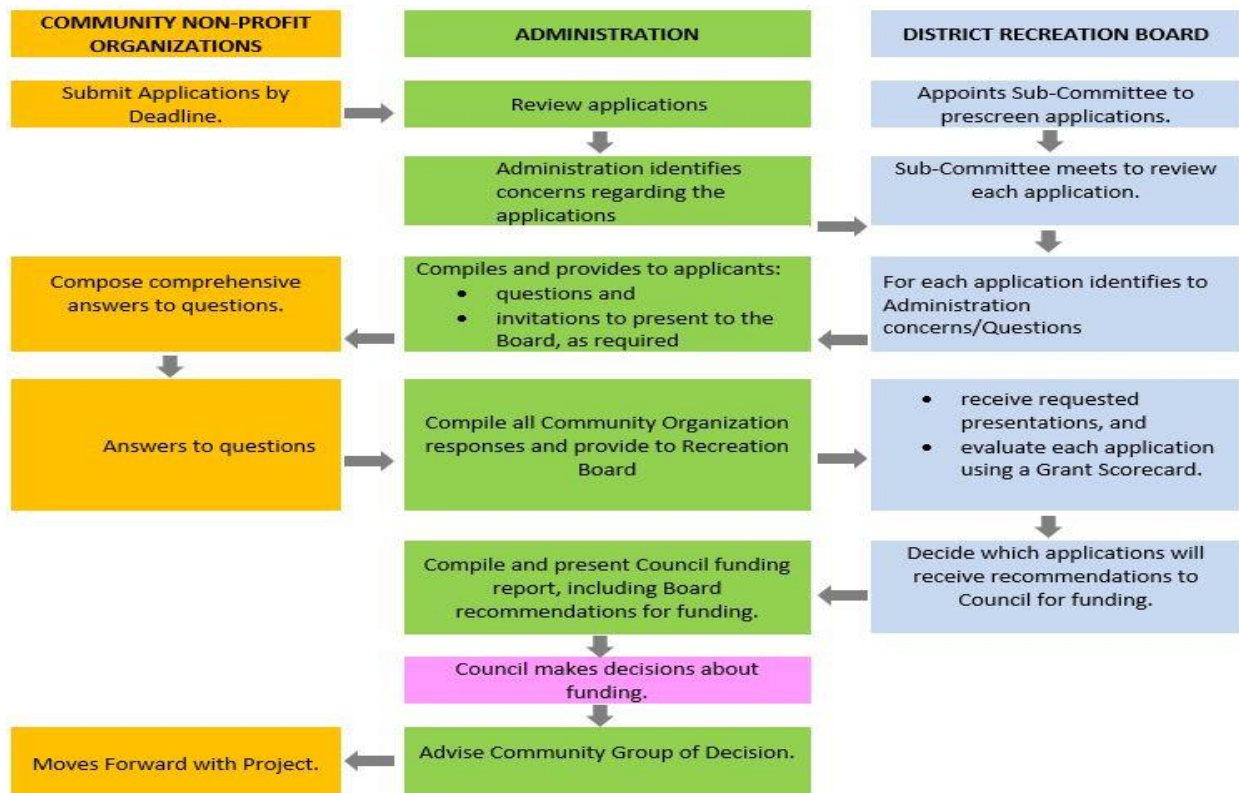 COMMUNITY NON-PROFIT
ORGANIZATIONS
ADMINISTRATION
DISTRICT RECREATION BOARD
Submit Applications by
Deadline.
Review applications
Appoints Sub-Committee to
prescreen applications.
Administration identifies
concerns regarding the
applications
Sub-Committee meets to review
each application.
Compose comprehensive
answers to questions.
Compiles and provides to applicants:
• questions and
• invitations to present to the
Board, as required
For each application identifies to
Administration
concerns/Questions
Answers to questions
Compile all Community Organization
responses and provide to Recreation
Board
• receive requested
presentations, and
• evaluate each application
using a Grant Scorecard.
Compile and present Council funding
report, including Board
recommendations for funding.
Decide which applications will
receive recommendations to
Council for funding.
Council makes decisions about
funding.
Moves Forward with Project.
Advise Community Group of Decision.